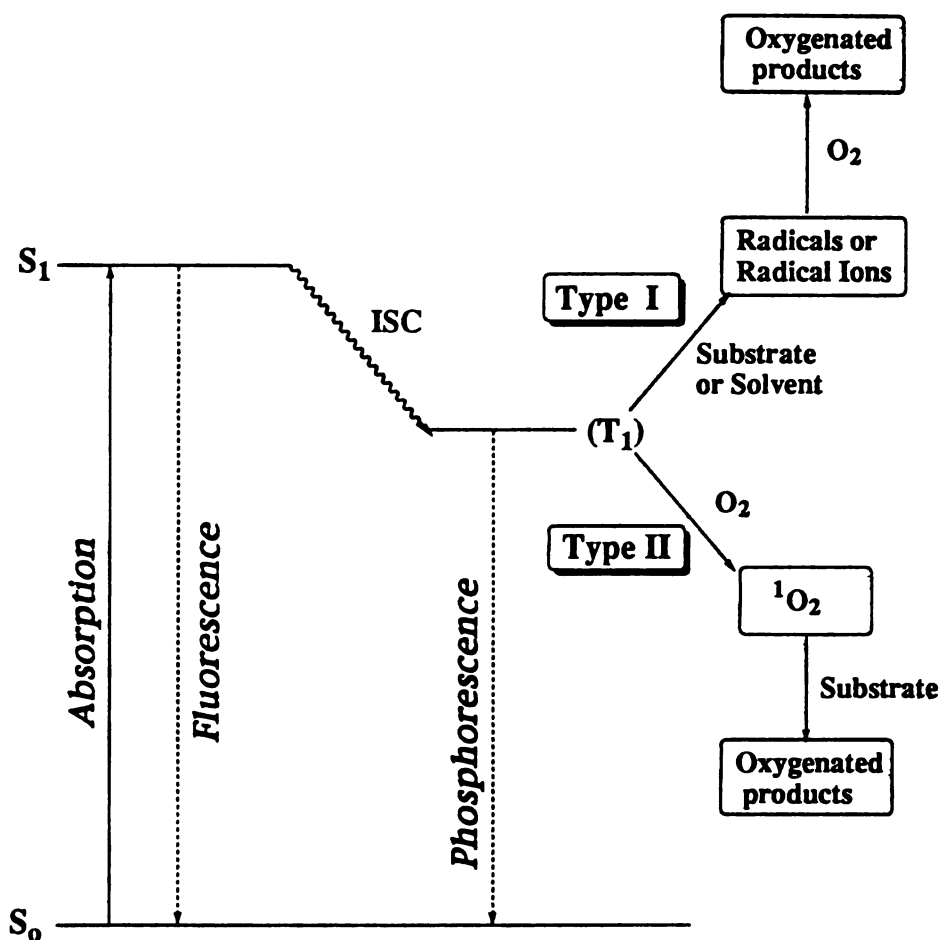 Oxygenated
products
O₂
Radicals or
Radical Ions
S₁
Type I
ISC
Substrate
or Solvent
(T₁)
O₂
Type II
Absorption
Fluorescence
Phosphorescence
¹O₂
Substrate
Oxygenated
products
S₀